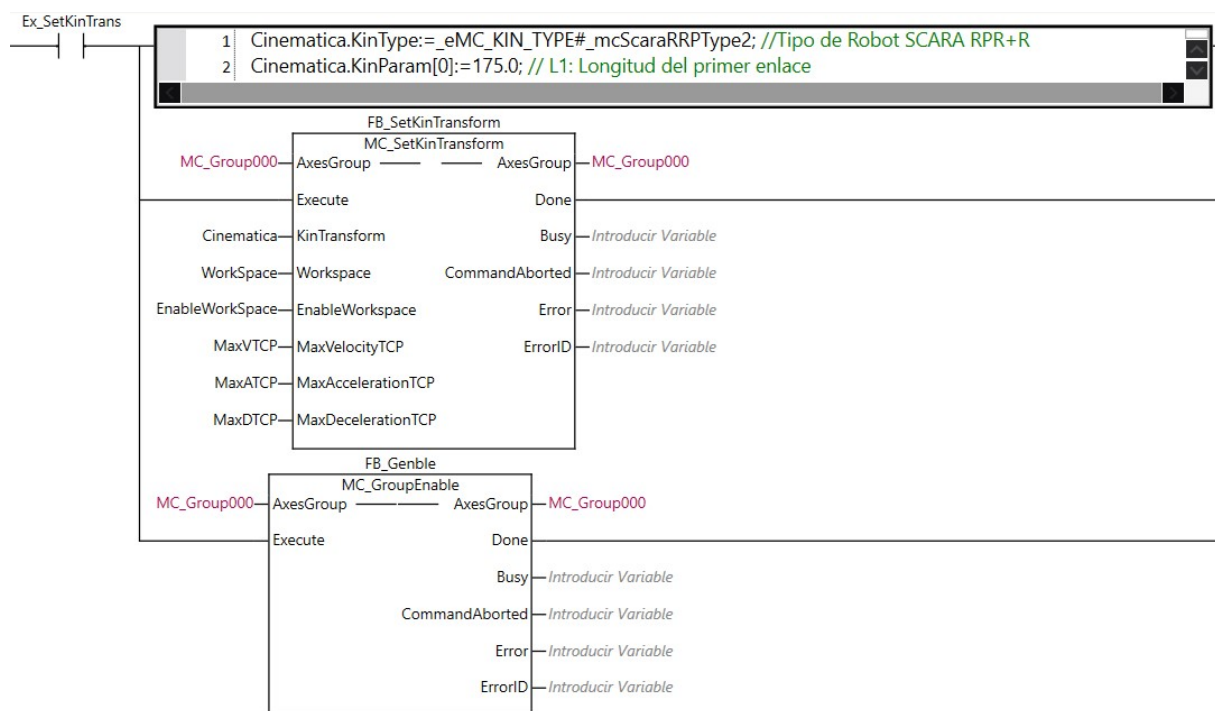 Ex_SetKinTrans
1 Cinematica.KinType:=_eMC_KIN_TYPE#_mcScaraRRPType2; //Tipo de Robot SCARA RPR+R
2 Cinematica.KinParam[0]:=175.0; // L1: Longitud del primer enlace
FB_SetKinTransform
MC_SetKinTransform
MC_Group000 AxesGroup AxesGroup MC_Group000
Execute Done
Cinematica KinTransform Busy Introducir Variable
WorkSpace Workspace CommandAborted Introducir Variable
EnableWorkSpace EnableWorkspace Error Introducir Variable
MaxVTCP MaxVelocityTCP ErrorID Introducir Variable
MaxATCP MaxAccelerationTCP
MaxDTCP MaxDecelerationTCP
FB_Genble
MC_GroupEnable
MC_Group000 AxesGroup AxesGroup MC_Group000
Execute Done
Busy Introducir Variable
CommandAborted Introducir Variable
Error Introducir Variable
ErrorID Introducir Variable